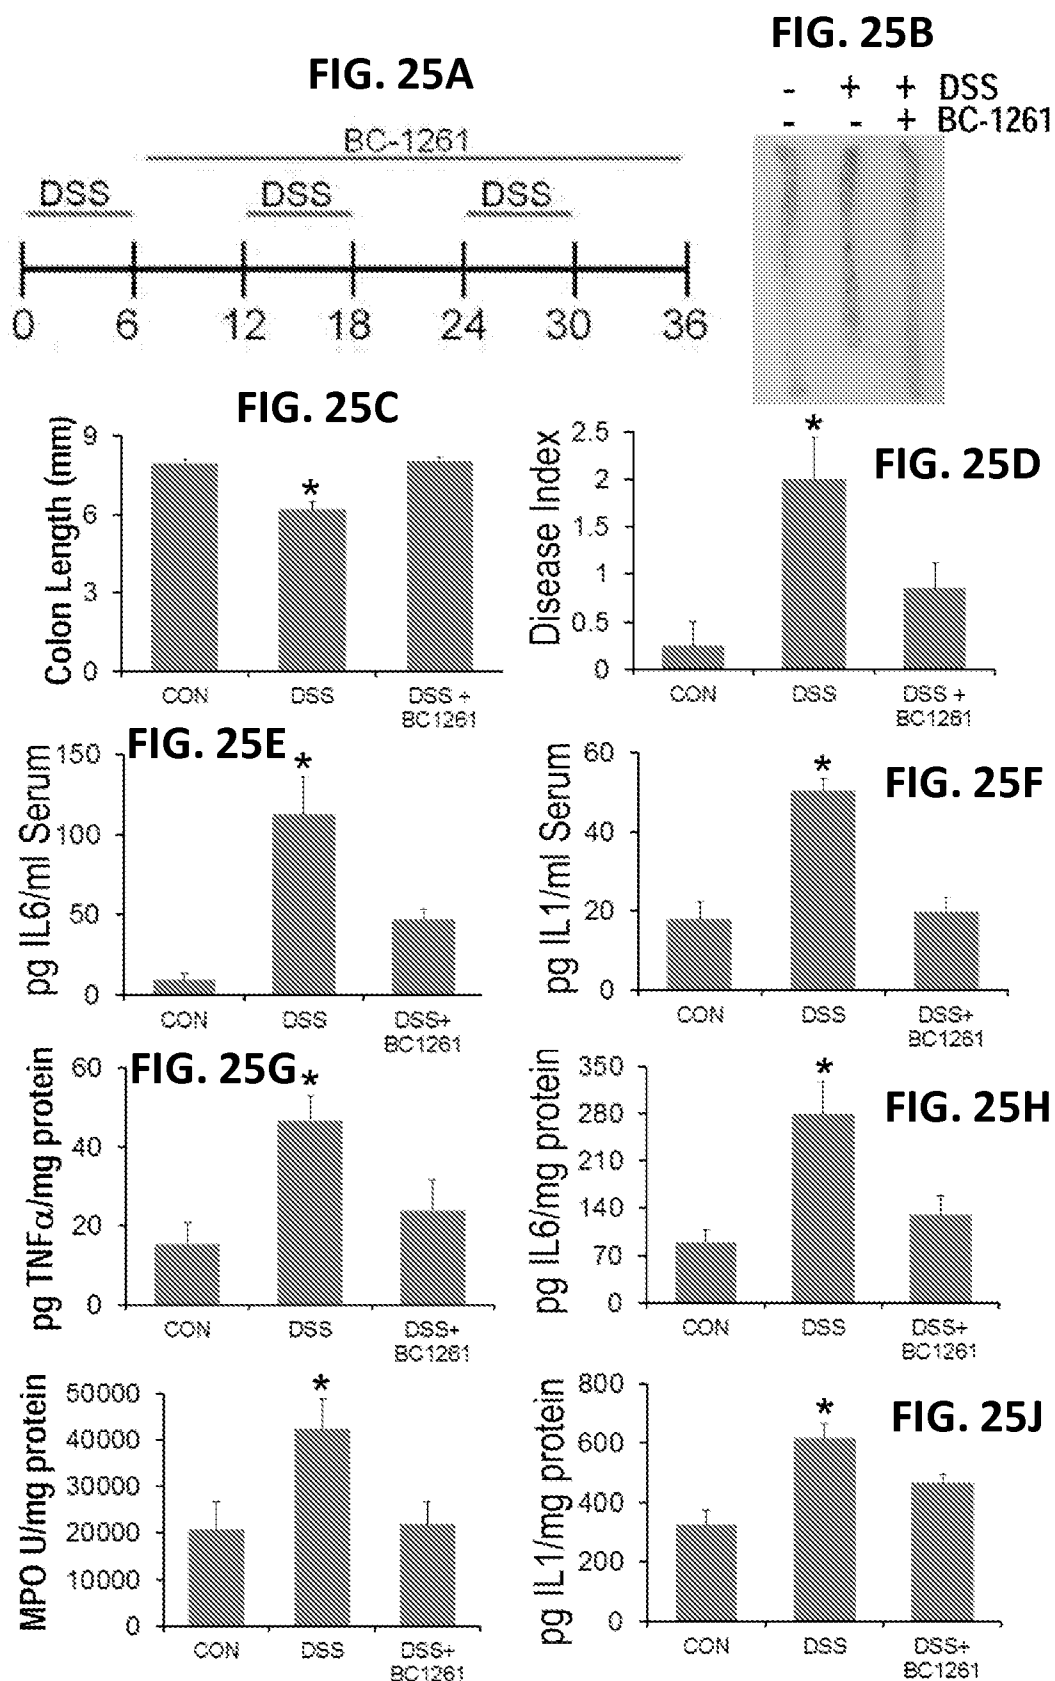 FIG. 25A
BC-1261
DSS DSS DSS
0 6 12 18 24 30 36
FIG. 25B
- + + DSS
- - + BC-1261
FIG. 25C
Colon Length (mm)
9
6
3
0
*
CON DSS DSS +
BC1261
FIG. 25D
Disease Index
2.5
2
1.5
1
0.5
0
*
CON DSS DSS +
BC1261
FIG. 25E
pg IL6/ml Serum
150
100
50
0
*
CON DSS DSS+
BC1261
FIG. 25F
pg IL1/ml Serum
60
40
20
0
*
CON DSS DSS+
BC1261
FIG. 25G
pg TNFα/mg protein
60
40
20
0
*
CON DSS DSS+
BC1261
FIG. 25H
pg IL6/mg protein
350
280
210
140
70
0
*
CON DSS DSS+
BC1261
MPO U/mg protein
50000
40000
30000
20000
10000
0
*
CON DSS DSS+
BC1261
FIG. 25J
pg IL1/mg protein
800
600
400
200
0
*
CON DSS DSS+
BC1261